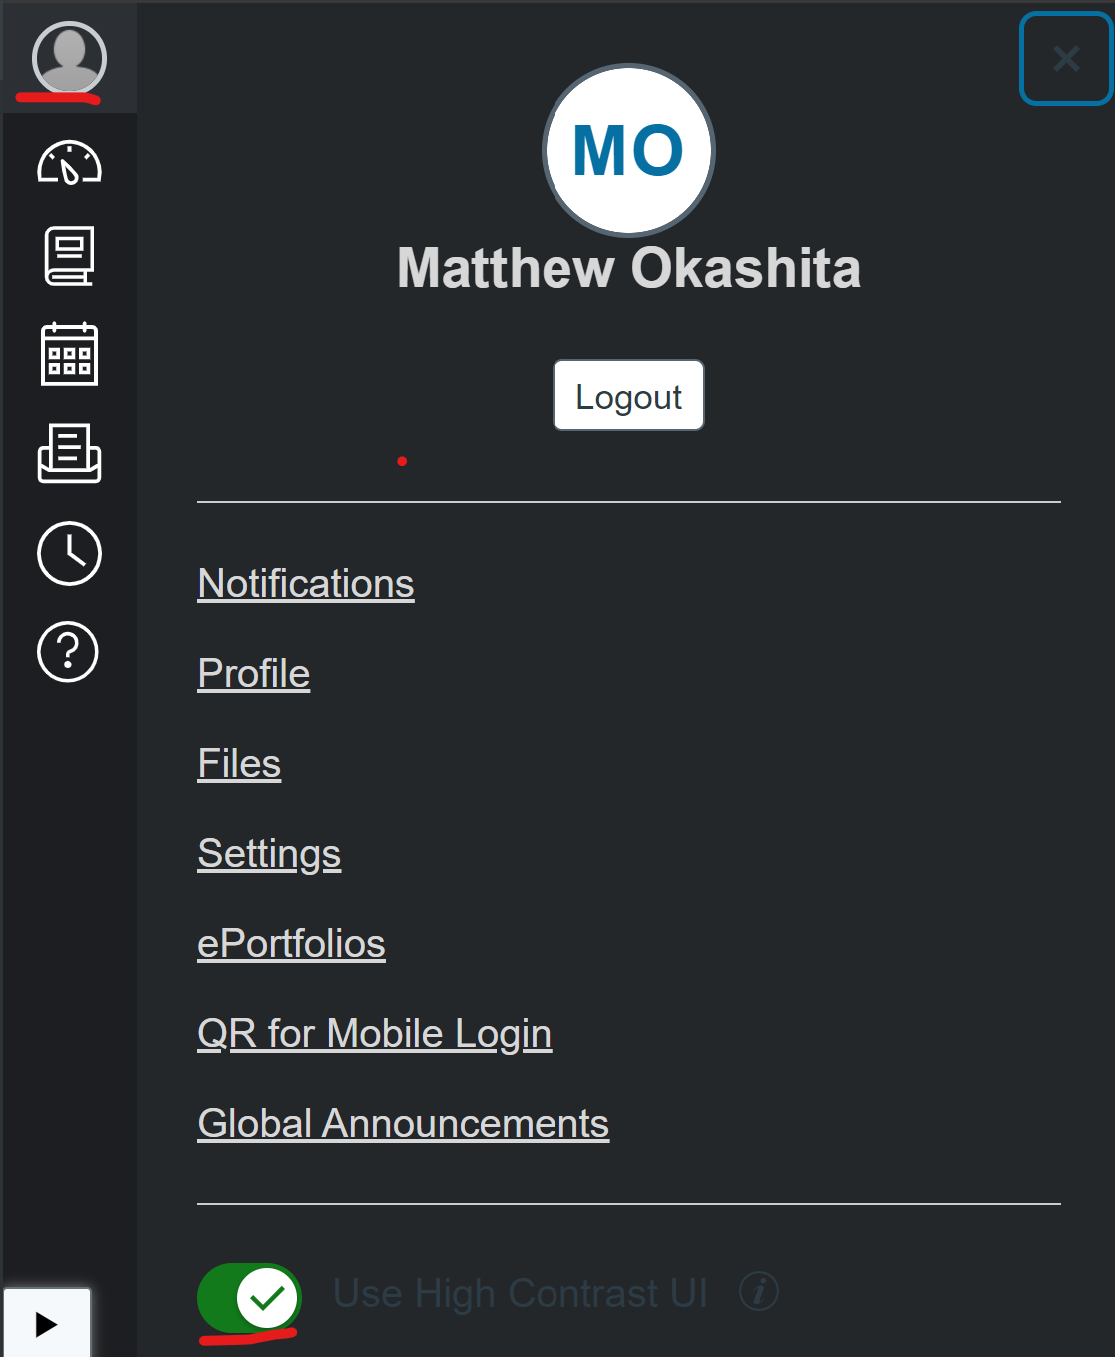 MO
Matthew Okashita
Logout
Notifications
Profile
Files
Settings
ePortfolios
QR for Mobile Login
Global Announcements
Use High Contrast UI